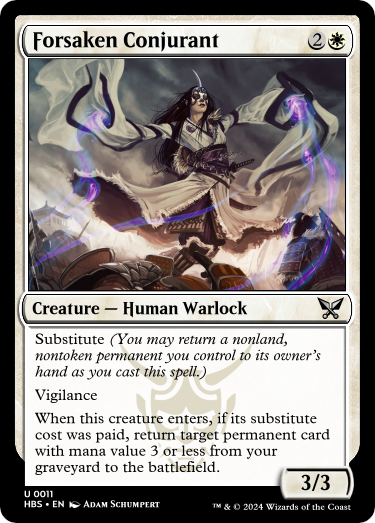 Forsaken Conjurant
2
Creature — Human Warlock
Substitute (You may return a nonland,
nontoken permanent you control to its owner's
hand as you cast this spell.)
Vigilance
When this creature enters, if its substitute
cost was paid, return target permanent card
with mana value 3 or less from your
graveyard to the battlefield.
3/3
U 0011
HBS • EN Adam Schumpert
™ & © 2024 Wizards of the Coast